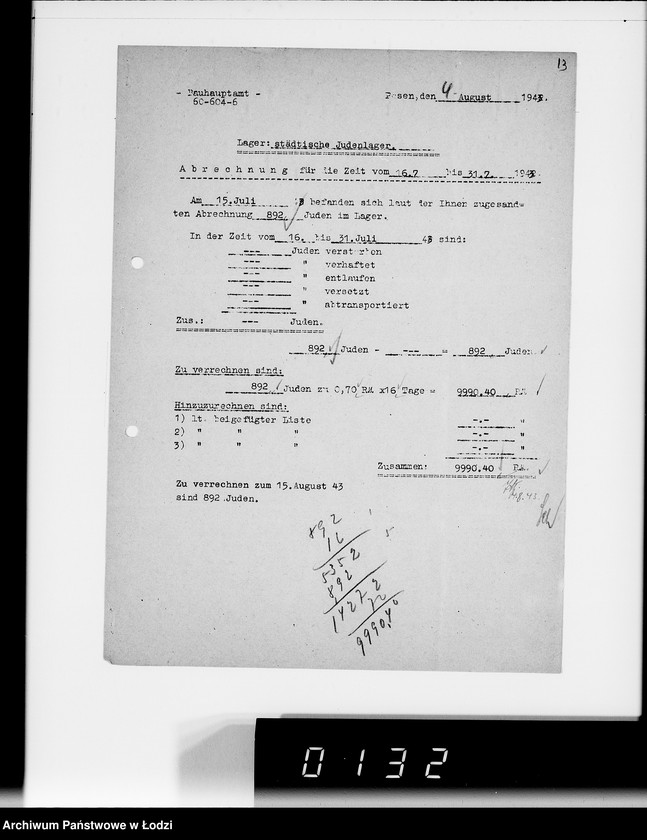 13
- Bauhauptamt -
60-604-6
Posen, den 4. August 1943.
Lager: städtische Judenlager.
Abrechnung für die Zeit vom 16.7 bis 31.7. 1943.
Am 15.Juli 43 befanden sich laut der Ihnen zugesand-
ten Abrechnung 892 Juden im Lager.
In der Zeit vom 16. bis 31.Juli 43 sind:
--- Juden verstorben
--- " verhaftet
--- " entlaufen
--- " versetzt
--- " abtransportiert
Zus.: --- Juden.
892 Juden - --- = 892 Juden
Zu verrechnen sind:
892 Juden zu 0,70 RM x16 Tage = 9990.40 RM
Hinzuzurechnen sind:
1) lt. beigefügter Liste -.- "
2) " " " -.- "
3) " " " -.- "
Zusammen: 9990.40 RM
Zu verrechnen zum 15.August 43
sind 892 Juden.
892
16
5352
892
14272
70
9990,40
0132
Archiwum Państwowe w Łodzi